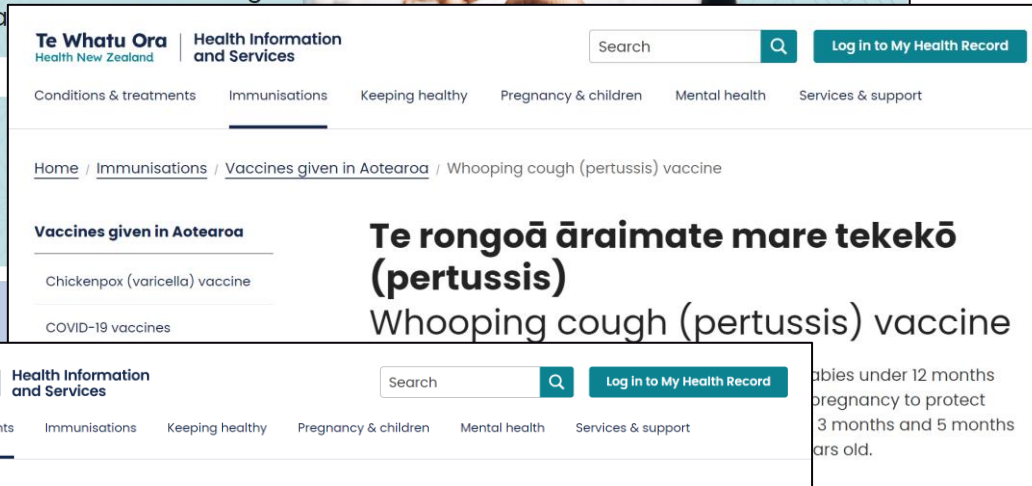 Te Whatu Ora
Health New Zealand
Health Information
and Services
Search
Log in to My Health Record
Conditions & treatments Immunisations Keeping healthy Pregnancy & children Mental health Services & support
Home / Immunisations / Vaccines given in Aotearoa / Whooping cough (pertussis) vaccine
Vaccines given in Aotearoa
Chickenpox (varicella) vaccine
COVID-19 vaccines
Te rongoā āraimate mare tekekō
(pertussis)
Whooping cough (pertussis) vaccine
under 12 months
pregnancy to protect
3 months and 5 months
old.
Health Information
and Services
Search
Log in to My Health Record
Immunisations Keeping healthy Pregnancy & children Mental health Services & support